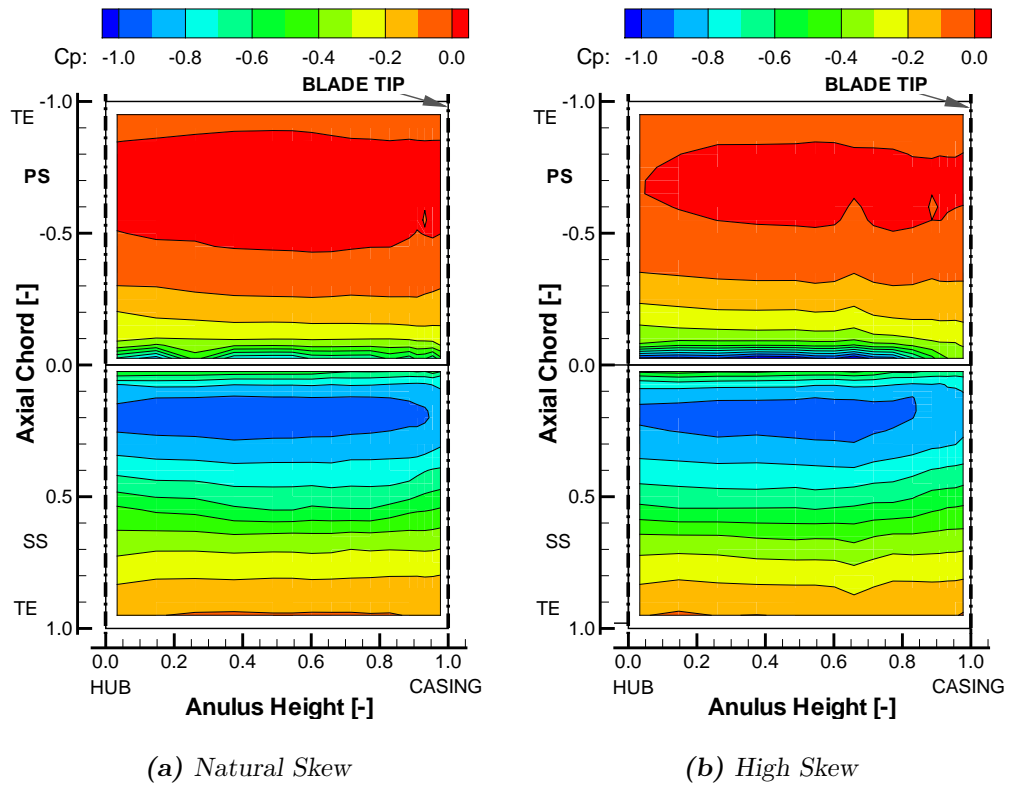 Cp: -1.0 -0.8 -0.6 -0.4 -0.2 0.0
BLADE TIP
-1.0
TE
PS
-0.5
Axial Chord [-]
0.0
0.5
SS
TE
1.0
0.0 0.2 0.4 0.6 0.8 1.0
HUB CASING
Anulus Height [-]
(a) Natural Skew
Cp: -1.0 -0.8 -0.6 -0.4 -0.2 0.0
BLADE TIP
-1.0
TE
PS
-0.5
Axial Chord [-]
0.0
0.5
SS
TE
1.0
0.0 0.2 0.4 0.6 0.8 1.0
HUB CASING
Anulus Height [-]
(b) High Skew